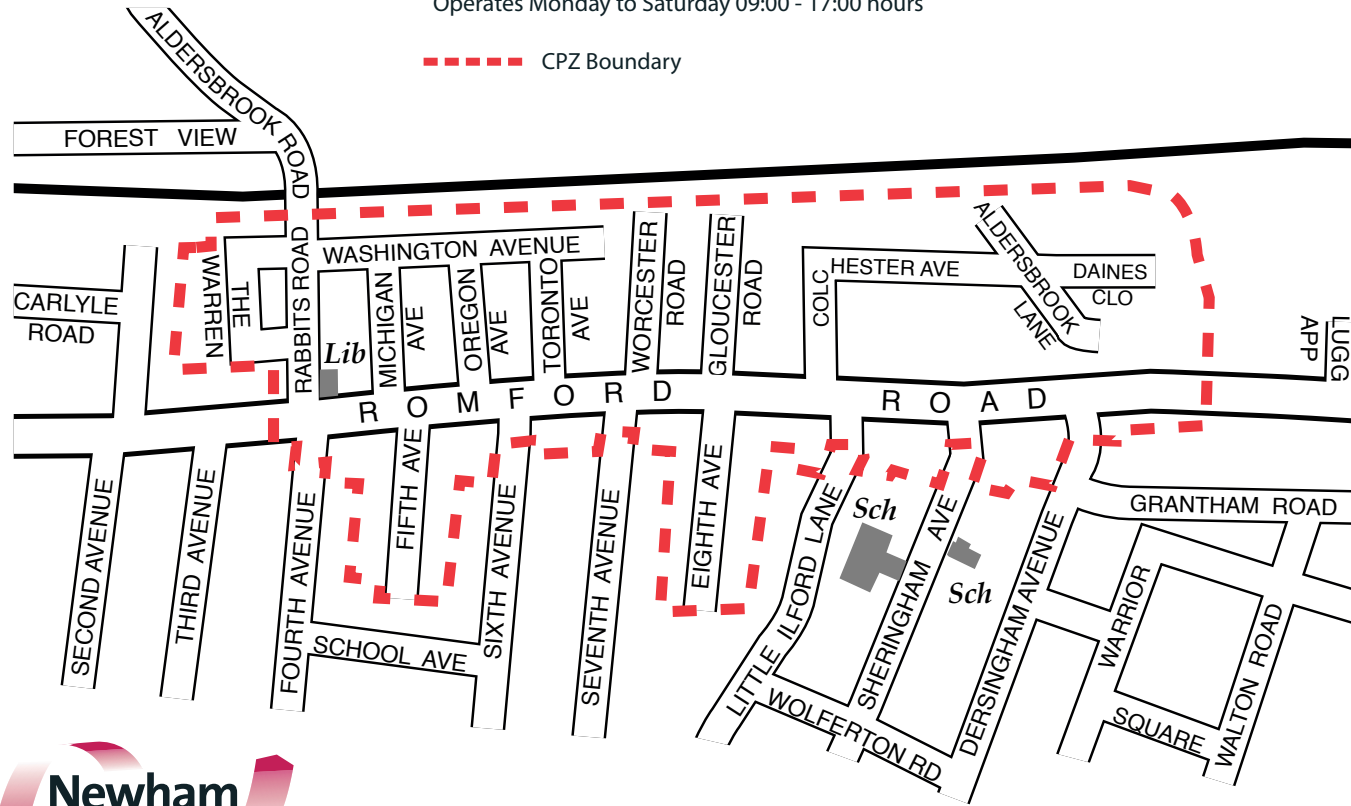 Operates Monday to Saturday 09:00 - 17:00 hours
CPZ Boundary
ALDERSBROOK ROAD
FOREST VIEW
CARLYLE
ROAD
THE
WARREN
RABBITS ROAD
WASHINGTON AVENUE
Lib
MICHIGAN
AVE
OREGON
AVE
TORONTO
AVE
WORCESTER
ROAD
GLOUCESTER
ROAD
COLC
HESTER AVE
ALDERSBROOK
LANE
DAINES
CLO
LUGG
APP
ROMFORD ROAD
SECOND AVENUE
THIRD AVENUE
FOURTH AVENUE
FIFTH AVE
SIXTH AVENUE
SCHOOL AVE
SEVENTH AVENUE
EIGHTH AVE
LITTLE ILFORD LANE
Sch
SHERINGHAM AVE
Sch
DERSINGHAM AVENUE
WOLFERTON RD
GRANTHAM ROAD
WARRIOR
SQUARE
WALTON ROAD
Newham